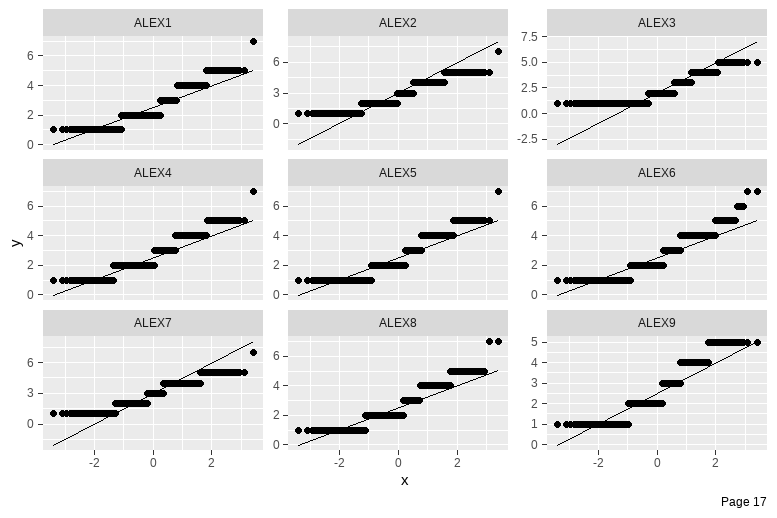 ALEX1 ALEX2 ALEX3
6 4 2 0
6 3 0
7.5 5.0 2.5 0.0 -2.5
ALEX4 ALEX5 ALEX6
6 4 2 0
6 4 2 0
6 4 2 0
y
ALEX7 ALEX8 ALEX9
6 3 0
6 4 2 0
5 4 3 2 1 0
-2 0 2 -2 0 2 -2 0 2
x
Page 17